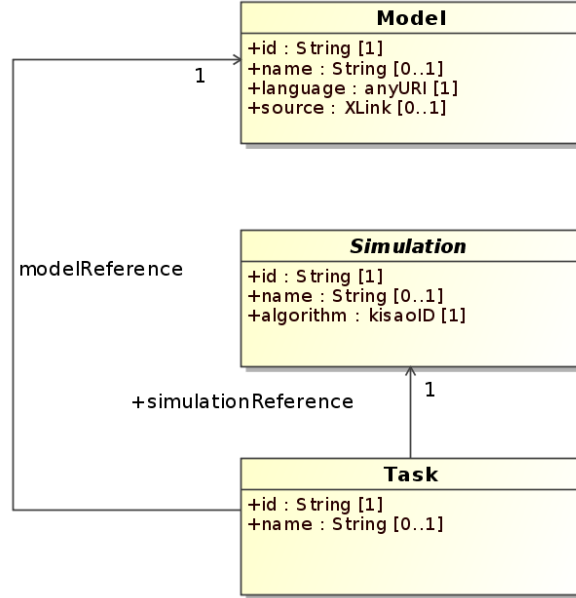 Model
+id : String [1]
+name : String [0..1]
+language : anyURI [1]
+source : XLink [0..1]
1
modelReference
Simulation
+id : String [1]
+name : String [0..1]
+algorithm : kisaoID [1]
+simulationReference
1
Task
+id : String [1]
+name : String [0..1]